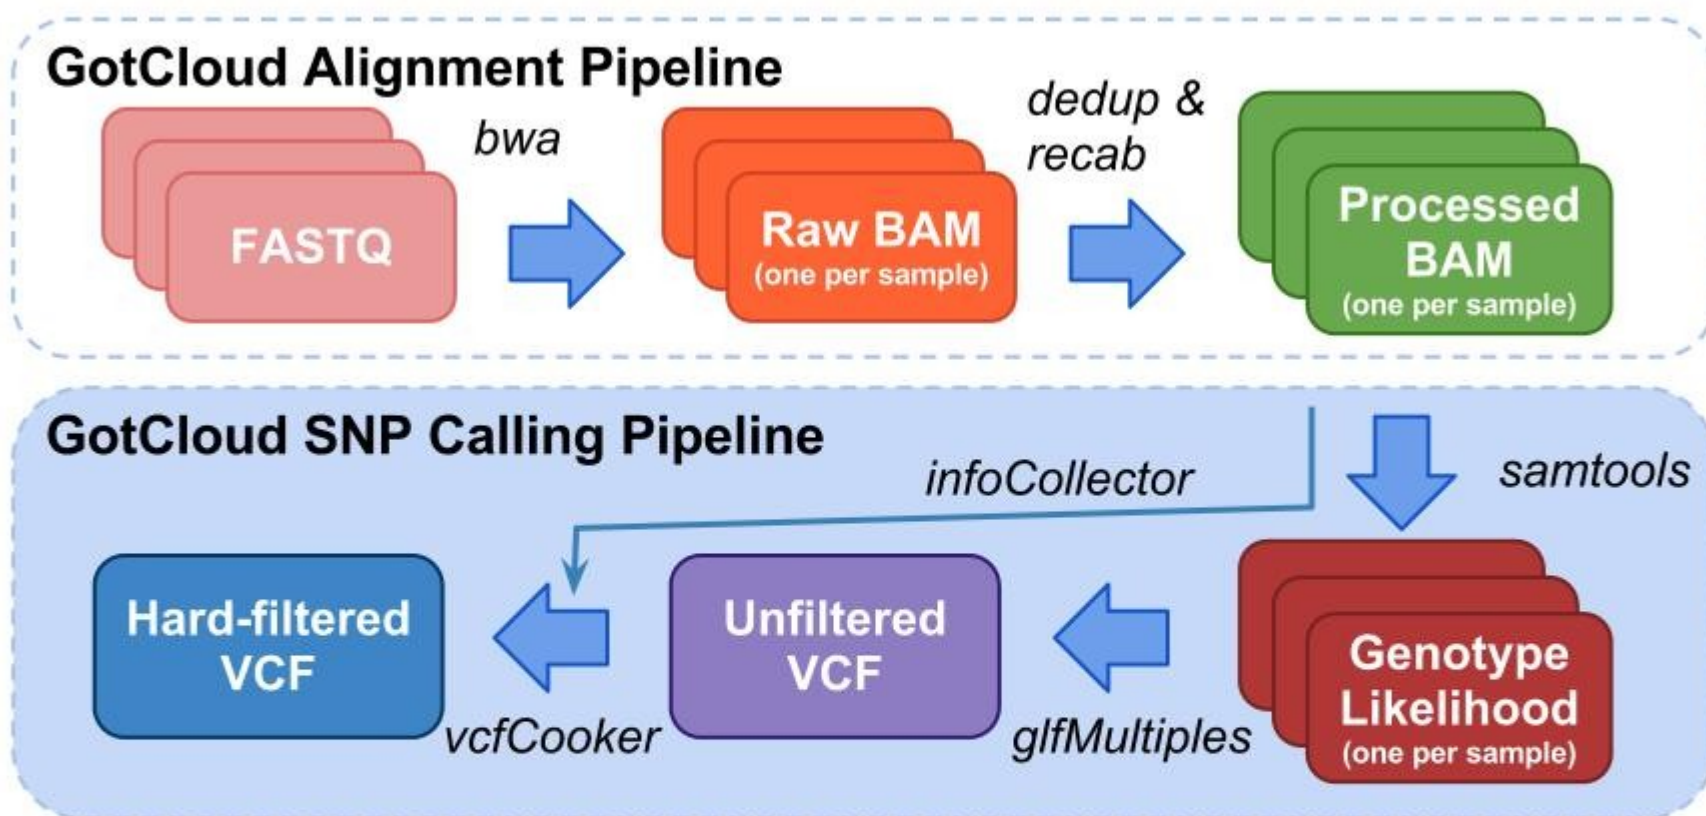 GotCloud Alignment Pipeline
FASTQ
bwa
Raw BAM
(one per sample)
dedup &
recab
Processed
BAM
(one per sample)
GotCloud SNP Calling Pipeline
infoCollector
samtools
Hard-filtered
VCF
vcfCooker
Unfiltered
VCF
glfMultiples
Genotype
Likelihood
(one per sample)